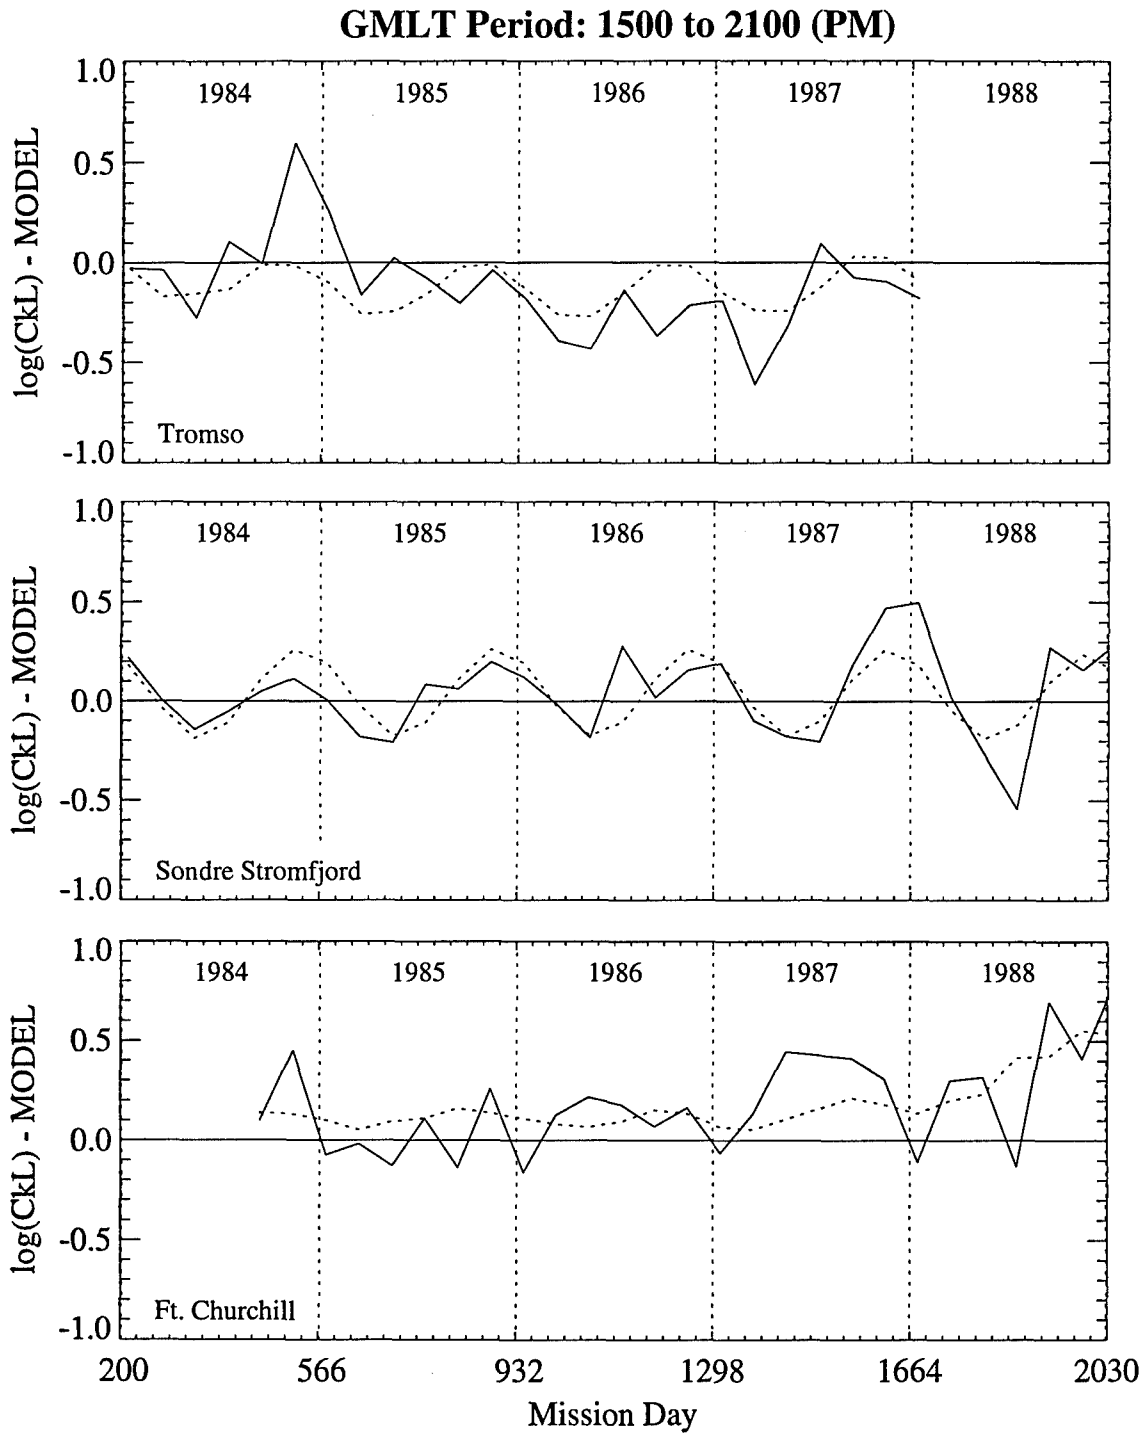 GMLT Period: 1500 to 2100 (PM)
1.0
0.5
0.0
-0.5
-1.0
log(CkL) - MODEL
1984 1985 1986 1987 1988
Tromso
1.0
0.5
0.0
-0.5
-1.0
log(CkL) - MODEL
1984 1985 1986 1987 1988
Sondre Stromfjord
1.0
0.5
0.0
-0.5
-1.0
log(CkL) - MODEL
1984 1985 1986 1987 1988
Ft. Churchill
200 566 932 1298 1664 2030
Mission Day